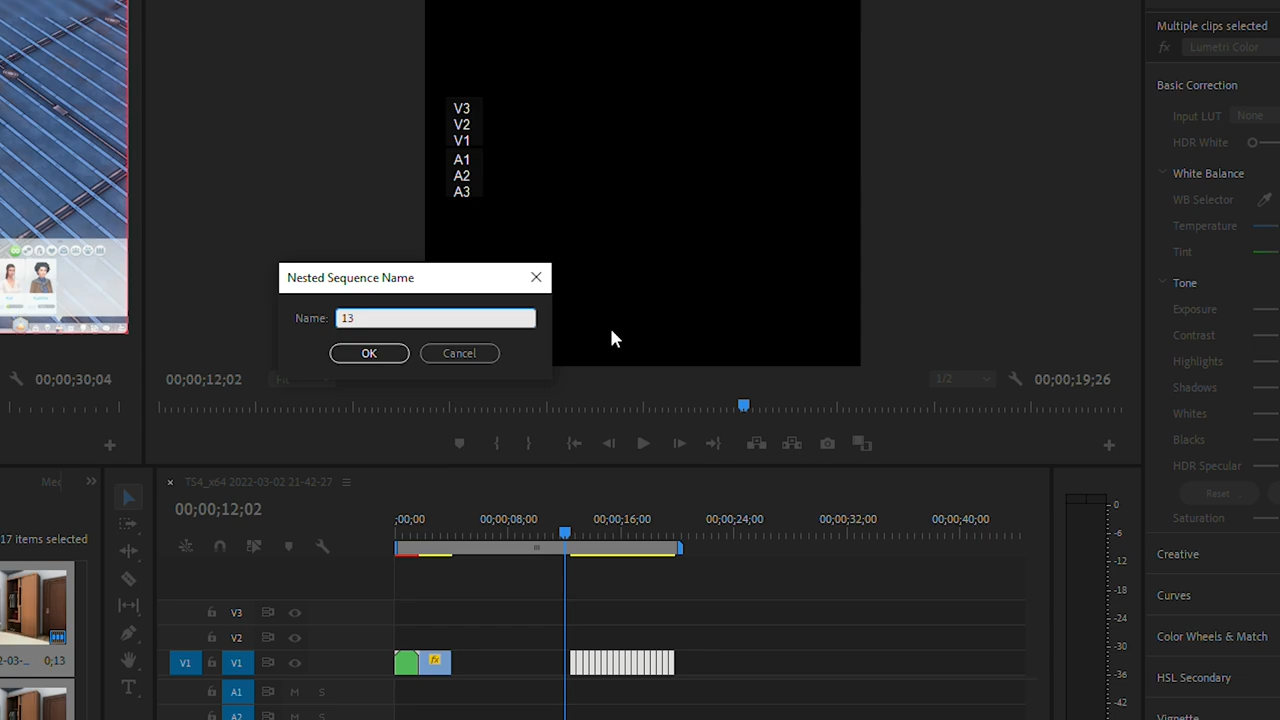 Multiple clips selected
fx Lumetri Color
Basic Correction
Input LUT None
HDR White
White Balance
WB Selector
Temperature
Tint
Tone
Exposure
Contrast
Highlights
Shadows
Whites
Blacks
HDR Specular
Reset
Saturation
Creative
Curves
Color Wheels & Match
HSL Secondary
Vignette
V3
V2
V1
A1
A2
A3
Nested Sequence Name
Name: 13
OK Cancel
00;00;30;04
00;00;12;02
Fit
1/2
00;00;19;26
17 items selected
2-03-... 0;13
× TS4_x64 2022-03-02 21-42-27
00;00;12;02
;00;00 00;00;08;00 00;00;16;00 00;00;24;00 00;00;32;00 00;00;40;00
V3
V2
V1 V1 fx
A1 M S
A2 M S
0
-6
-12
-18
-24
-30
-36
-42